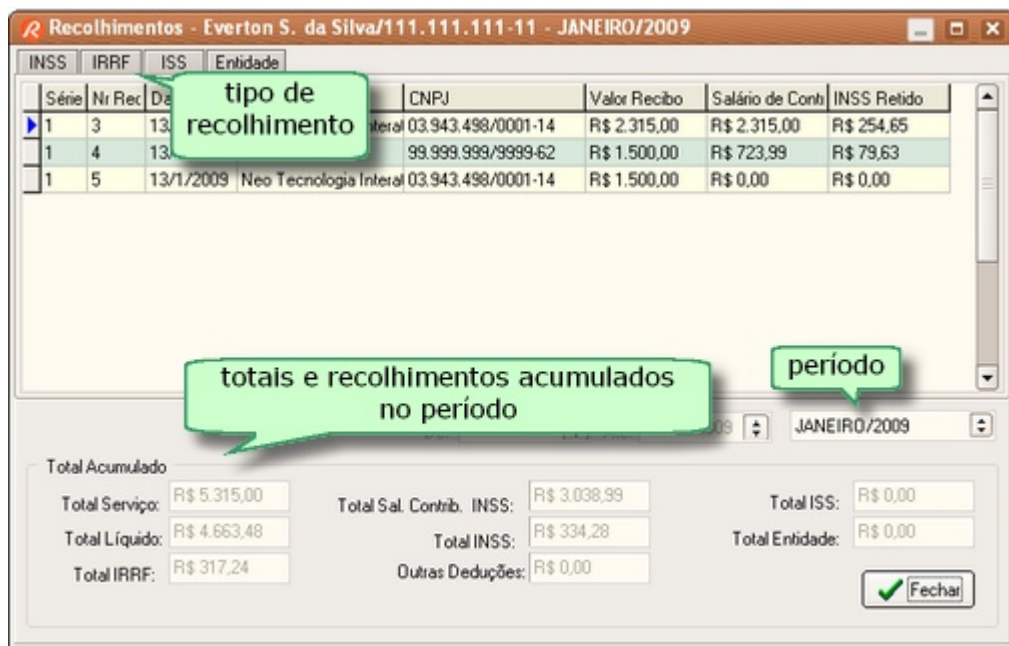 Recolhimentos - Everton S. da Silva/111.111.111-11 - JANEIRO/2009
INSS IRRF ISS Entidade
tipo de
recolhimento
Série Nr Rec CNPJ Valor Recibo Salário de Contri INSS Retido
1 3 03.943.498/0001-14 R$ 2.315,00 R$ 2.315,00 R$ 254,65
1 4 99.999.999/9999-62 R$ 1.500,00 R$ 723,99 R$ 79,63
1 5 13/1/2009 Neo Tecnologia Interal 03.943.498/0001-14 R$ 1.500,00 R$ 0,00 R$ 0,00
totais e recolhimentos acumulados
no período
período
JANEIRO/2009
Total Acumulado
Total Serviço: R$ 5.315,00 Total Sal. Contrib. INSS: R$ 3.038,99 Total ISS: R$ 0,00
Total Líquido: R$ 4.663,48 Total INSS: R$ 334,28 Total Entidade: R$ 0,00
Total IRRF: R$ 317,24 Outras Deduções: R$ 0,00
Fechar